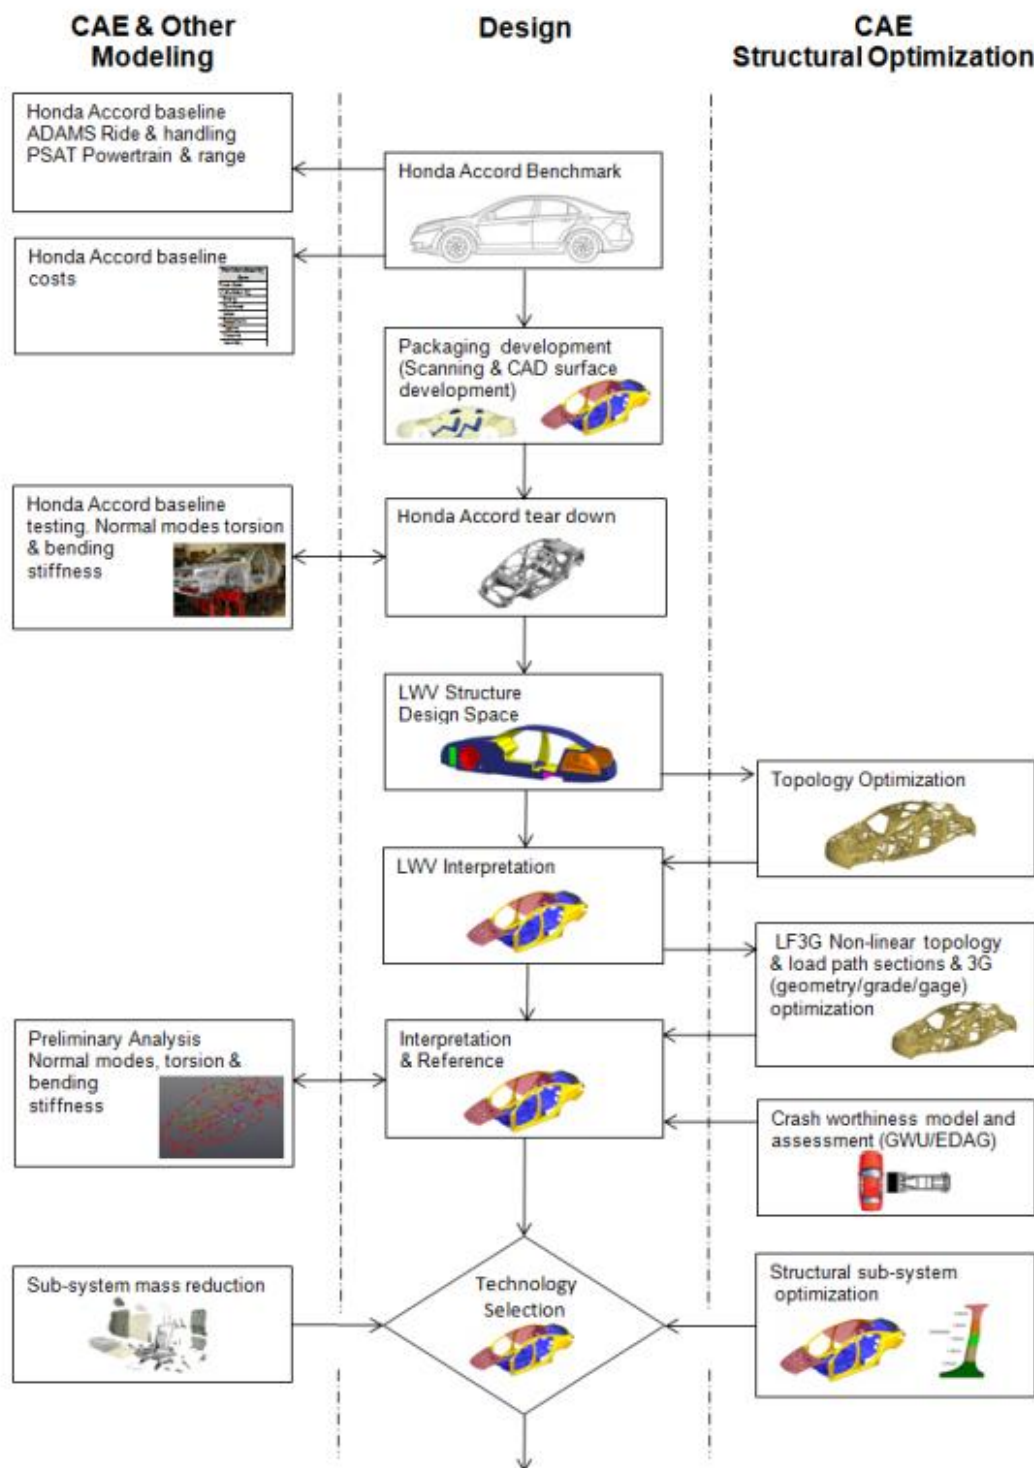 CAE & Other
Modeling
Design
CAE
Structural Optimization
Honda Accord baseline
ADAMS Ride & handling
PSAT Powertrain & range
Honda Accord Benchmark
Honda Accord baseline
costs
Packaging development
(Scanning & CAD surface
development)
Honda Accord baseline
testing. Normal modes torsion
& bending
stiffness
Honda Accord tear down
LWV Structure
Design Space
Topology Optimization
LWV Interpretation
LF3G Non-linear topology
& load path sections & 3G
(geometry/grade/gage)
optimization
Preliminary Analysis
Normal modes, torsion &
bending
stiffness
Interpretation
& Reference
Crash worthiness model and
assessment (GWU/EDAG)
Sub-system mass reduction
Technology
Selection
Structural sub-system
optimization